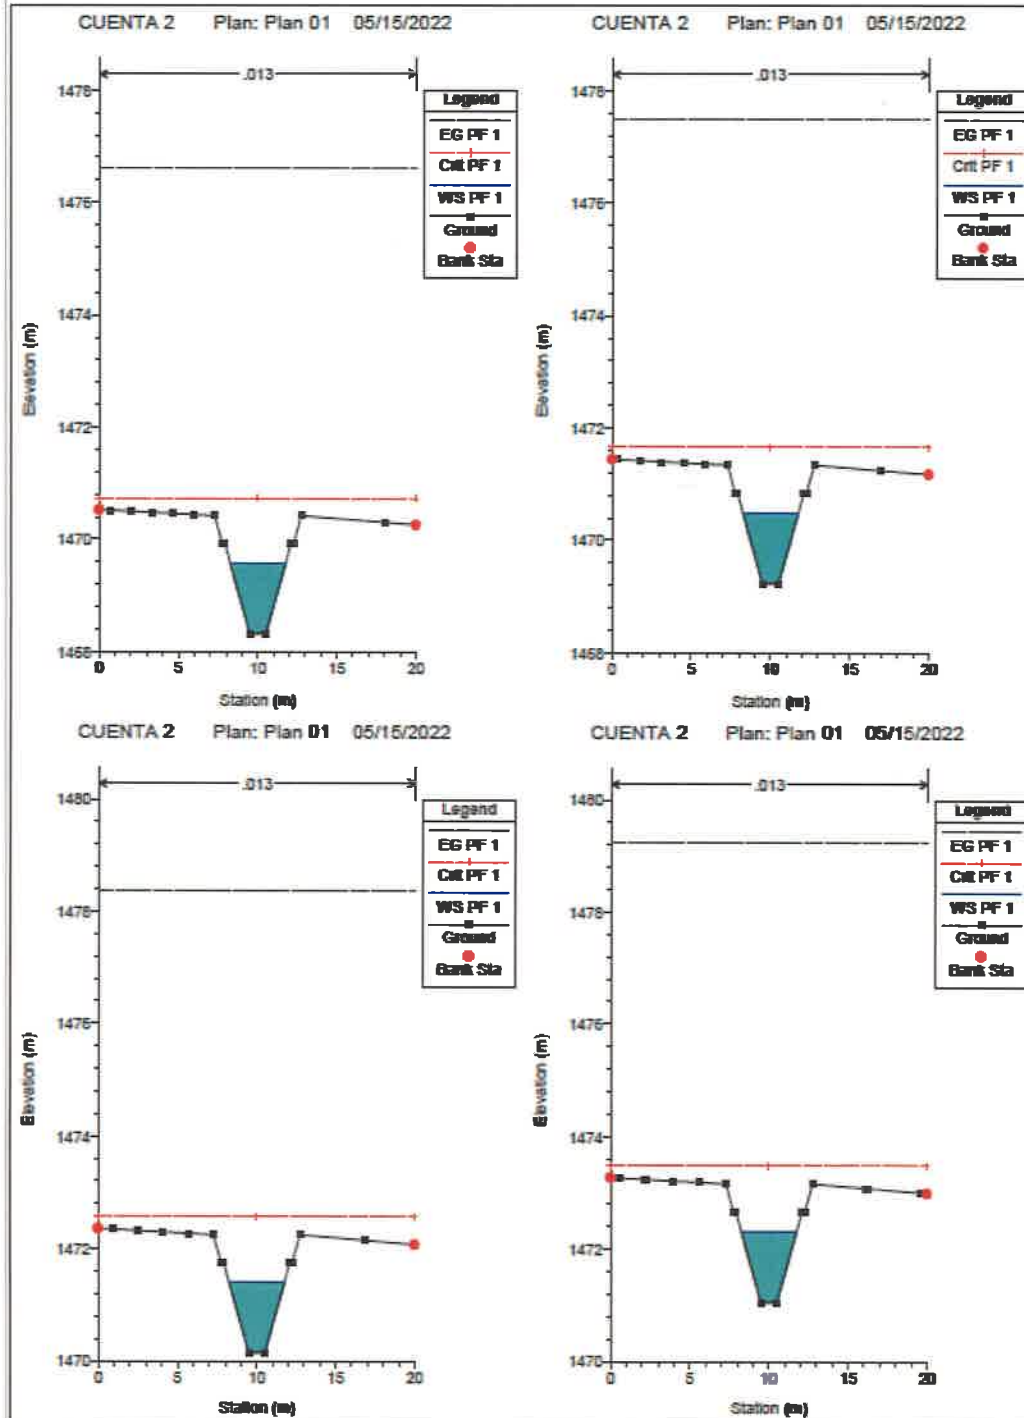 CUENTA 2 Plan: Plan 01 05/15/2022
.013
Legend
EG PF 1
Crit PF 1
WS PF 1
Ground
Bank Sta
Elevation (m)
1478
1476
1474
1472
1470
1468
0 5 10 15 20
Station (m)
CUENTA 2 Plan: Plan 01 05/15/2022
.013
Legend
EG PF 1
Crit PF 1
WS PF 1
Ground
Bank Sta
Elevation (m)
1478
1476
1474
1472
1470
1468
0 5 10 15 20
Station (m)
CUENTA 2 Plan: Plan 01 05/15/2022
.013
Legend
EG PF 1
Crit PF 1
WS PF 1
Ground
Bank Sta
Elevation (m)
1480
1478
1476
1474
1472
1470
0 5 10 15 20
Station (m)
CUENTA 2 Plan: Plan 01 05/15/2022
.013
Legend
EG PF 1
Crit PF 1
WS PF 1
Ground
Bank Sta
Elevation (m)
1480
1478
1476
1474
1472
1470
0 5 10 15 20
Station (m)